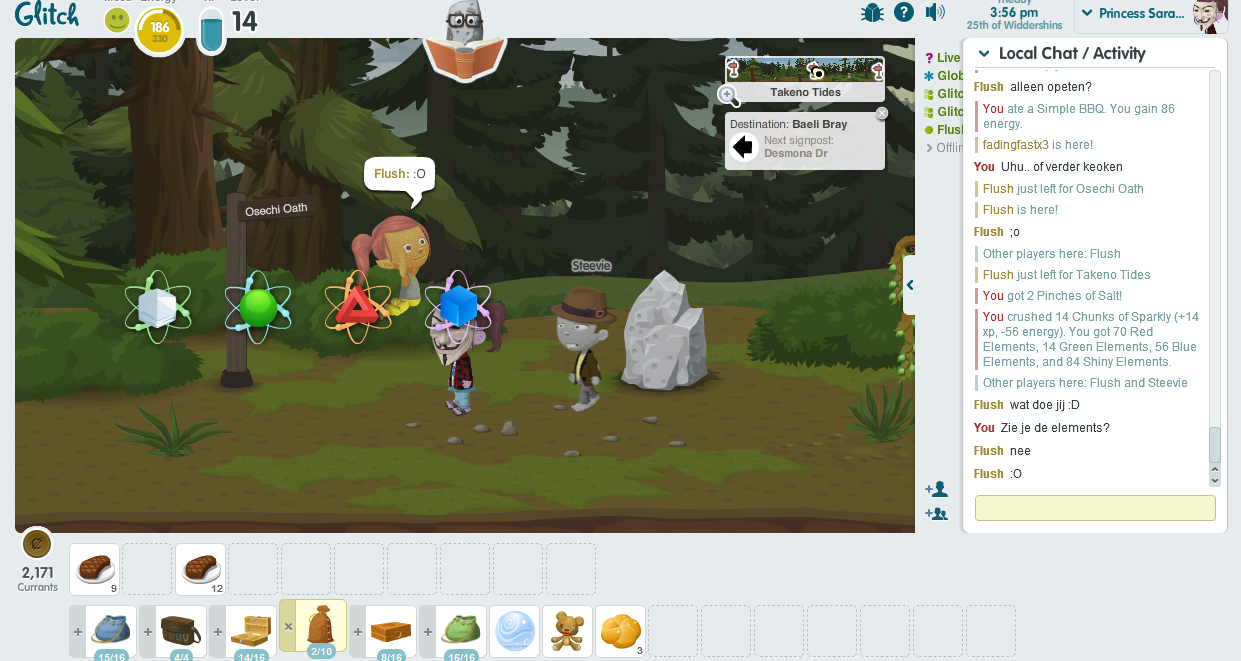 Glitch
186
330
14
3:56 pm
25th of Widdershins
Princess Sara...
Takeno Tides
Destination: Baeli Bray
Next signpost:
Desmona Dr
Live
Glob
Glitc
Glitc
Flush
Offlin
Flush: :O
Osechi Oath
Steevie
Local Chat / Activity
Flush alleen opeten?
You ate a Simple BBQ. You gain 86
energy.
fadingfastx3 is here!
You Uhu.. of verder keoken
Flush just left for Osechi Oath
Flush is here!
Flush ;o
Other players here: Flush
Flush just left for Takeno Tides
You got 2 Pinches of Salt!
You crushed 14 Chunks of Sparkly (+14
xp, -56 energy). You got 70 Red
Elements, 14 Green Elements, 56 Blue
Elements, and 84 Shiny Elements.
Other players here: Flush and Steevie
Flush wat doe jij :D
You Zie je de elements?
Flush nee
Flush :O
2,171
Currants
9
12
15/16
4/4
14/16
2/10
8/16
16/16
3